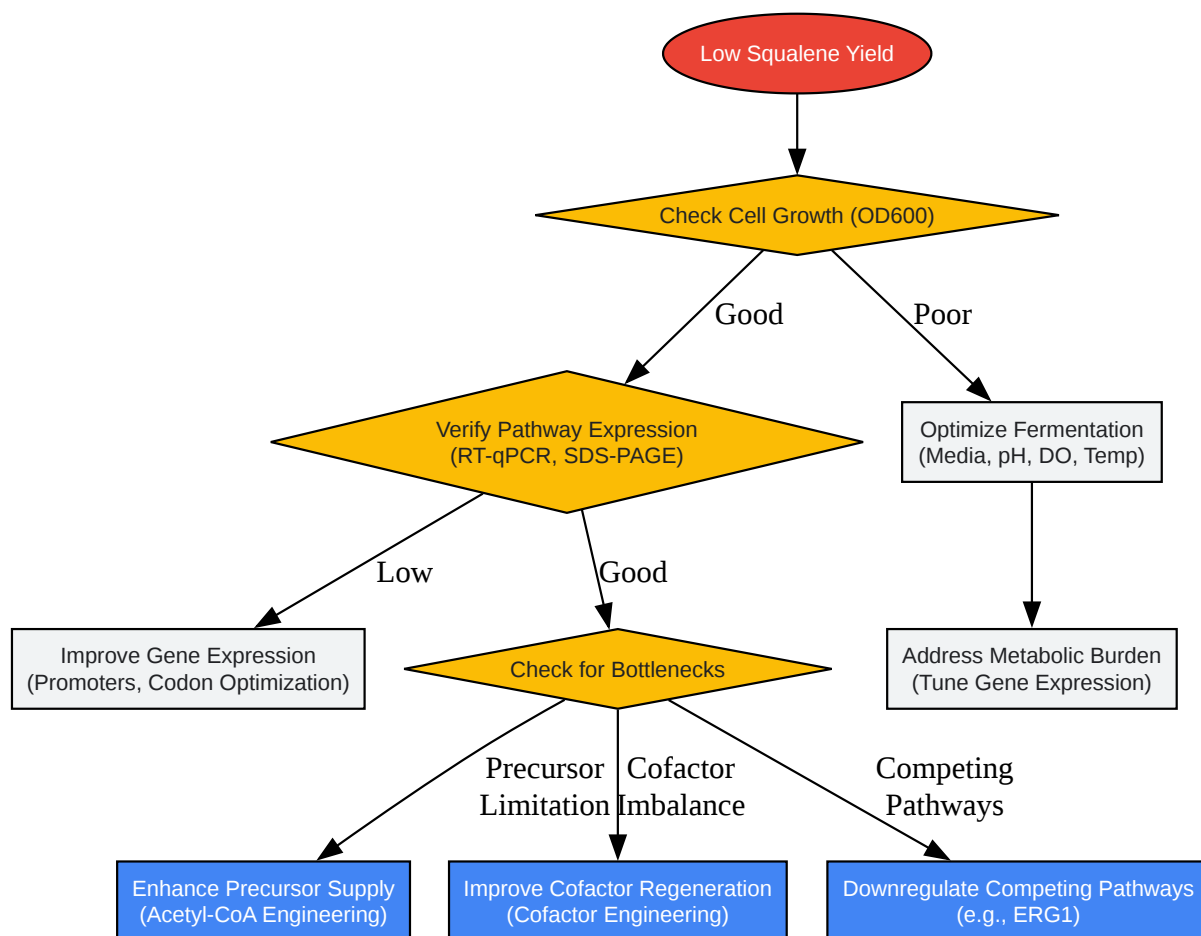 Low Squalene Yield
Check Cell Growth (OD600)
Good
Poor
Verify Pathway Expression
(RT-qPCR, SDS-PAGE)
Optimize Fermentation
(Media, pH, DO, Temp)
Low
Good
Improve Gene Expression
(Promoters, Codon Optimization)
Check for Bottlenecks
Address Metabolic Burden
(Tune Gene Expression)
Precursor
Limitation
Cofactor
Imbalance
Competing
Pathways
Enhance Precursor Supply
(Acetyl-CoA Engineering)
Improve Cofactor Regeneration
(Cofactor Engineering)
Downregulate Competing Pathways
(e.g., ERG1)